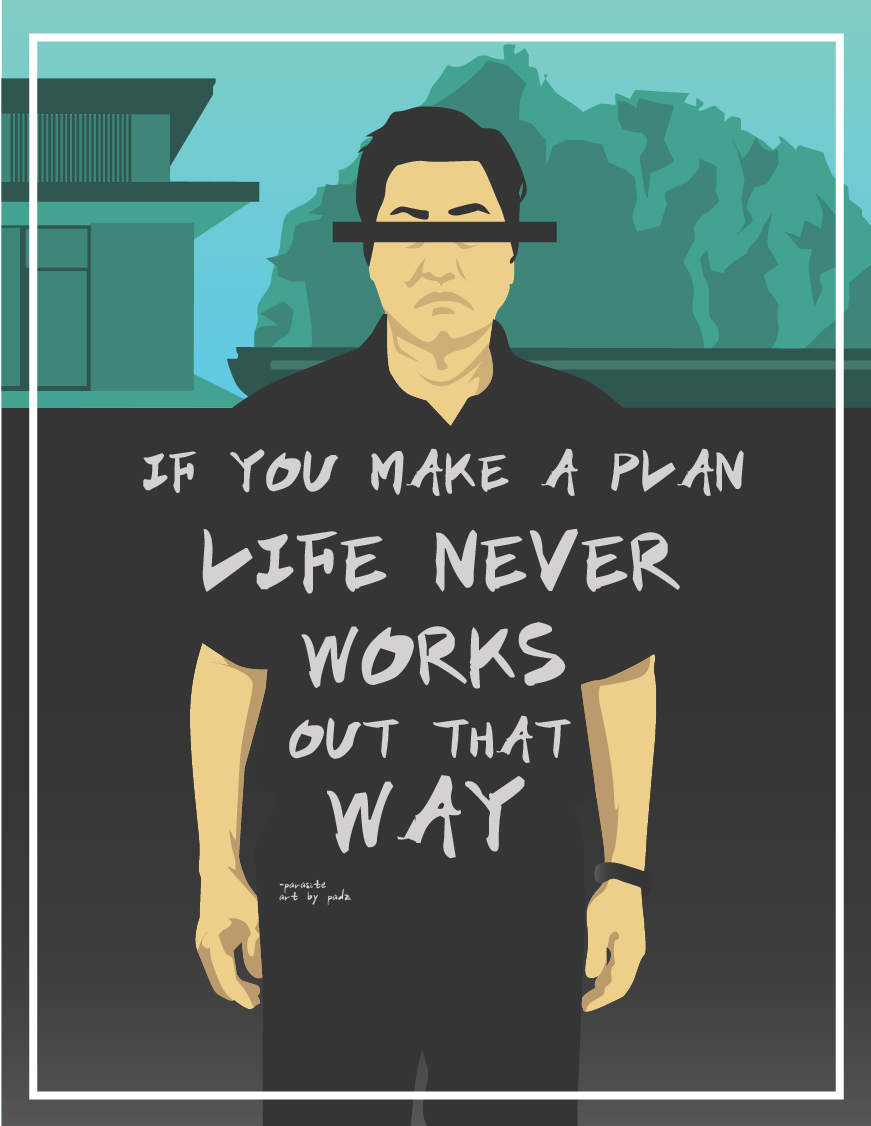 IF YOU MAKE A PLAN
LIFE NEVER
WORKS
OUT THAT
WAY
-parasite
art by padz